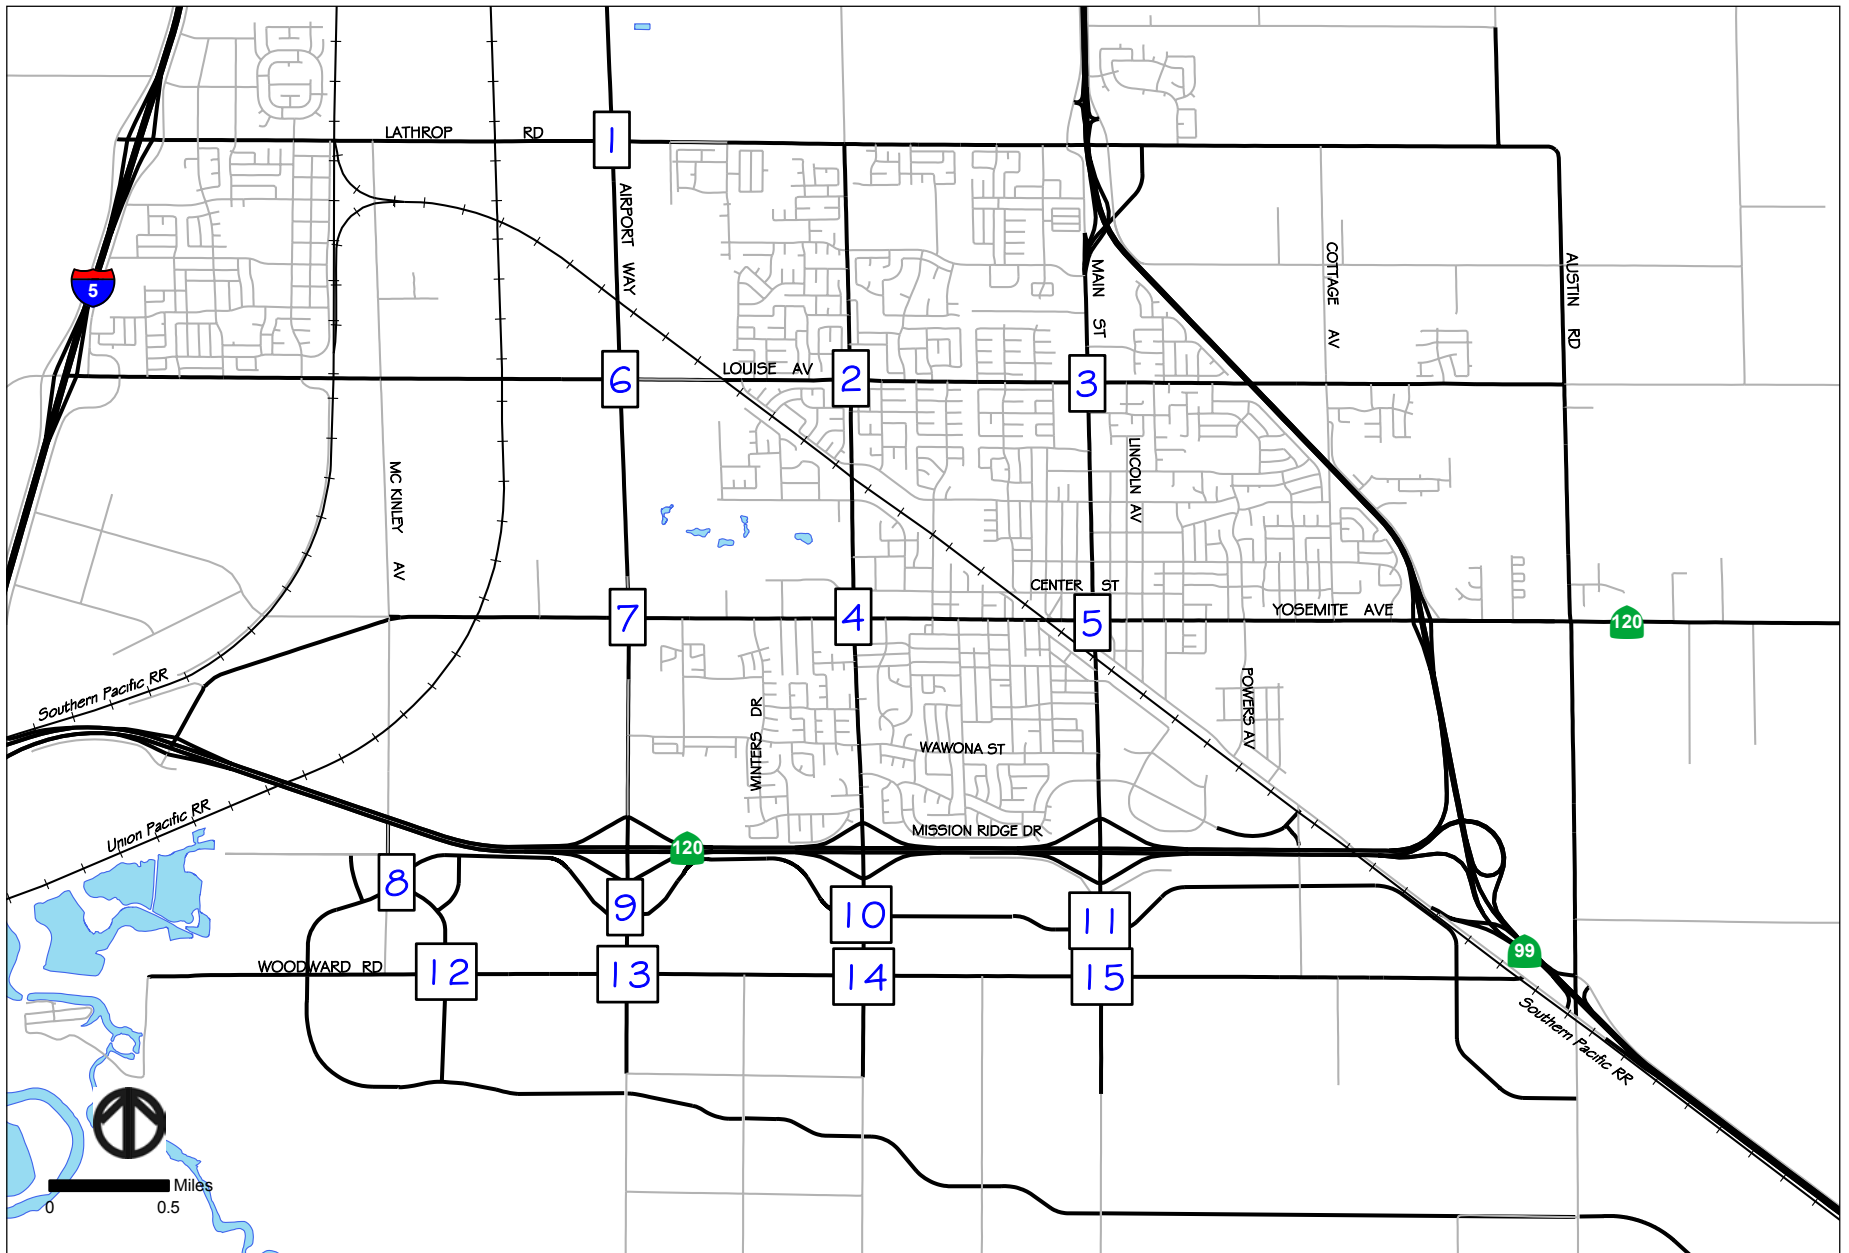 LATHROP RD
1
AIRPORT WAY
5
MAIN ST
COTTAGE AV
AUSTIN RD
6
LOUISE AV
2
3
MC KINLEY AV
LINCOLN AV
CENTER ST
7
4
5
YOSEMITE AVE
120
Southern Pacific RR
WINTERS DR
WAWONA ST
POWERS AV
Union Pacific RR
MISSION RIDGE DR
120
8
9
10
11
99
WOODWARD RD
12
13
14
15
Southern Pacific RR
Miles
0 0.5